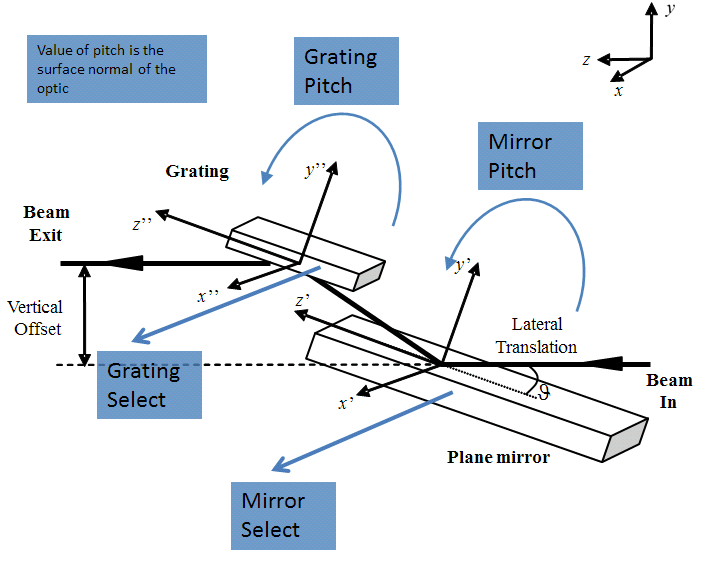 Value of pitch is the
surface normal of the
optic
Grating
Pitch
y
z
x
Mirror
Pitch
Grating
y’’
z’’
Beam
Exit
x’’
y’
z’
Vertical
Offset
Lateral
Translation
Grating
Select
x’
ϑ
Beam
In
Plane mirror
Mirror
Select